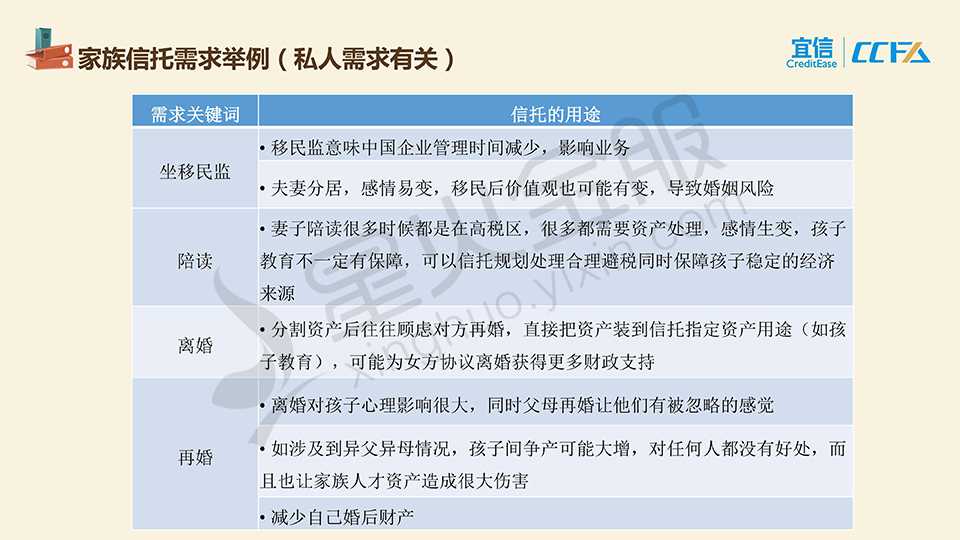 家族信托需求举例（私人需求有关）
宜信
CreditEase
CCFA
需求关键词
信托的用途
坐移民监
• 移民监意味中国企业管理时间减少，影响业务
• 夫妻分居，感情易变，移民后价值观也可能有变，导致婚姻风险
陪读
• 妻子陪读很多时候都是在高税区，很多都需要资产处理，感情生变，孩子
教育不一定有保障，可以信托规划处理合理避税同时保障孩子稳定的经济
来源
离婚
• 分割资产后往往顾虑对方再婚，直接把资产装到信托指定资产用途（如孩
子教育），可能为女方协议离婚获得更多财政支持
再婚
• 离婚对孩子心理影响很大，同时父母再婚让他们有被忽略的感觉
• 如涉及到异父异母情况，孩子间争产可能大增，对任何人都没有好处，而
且也让家族人才资产造成很大伤害
• 减少自己婚后财产
星火金服
xinghuo.yixin.com